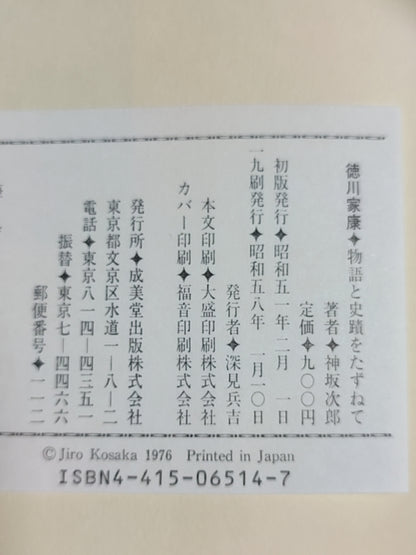 徳川家康✦物語と史蹟をたずねて
著者✦神坂次郎
定価✦九〇〇円
初版発行✦昭和五一年二月 一日
一九刷発行✦昭和五八年 一月一〇日
発行者✦深見兵吉
本文印刷✦大盛印刷株式会社
カバー印刷✦福音印刷株式会社
発行所✦成美堂出版株式会社
東京都文京区水道一-八-二
電話✦東京八一四-四三五一
振替✦東京七-四四六六
郵便番号✦一一二
©Jiro Kosaka 1976 Printed in Japan
ISBN4-415-06514-7